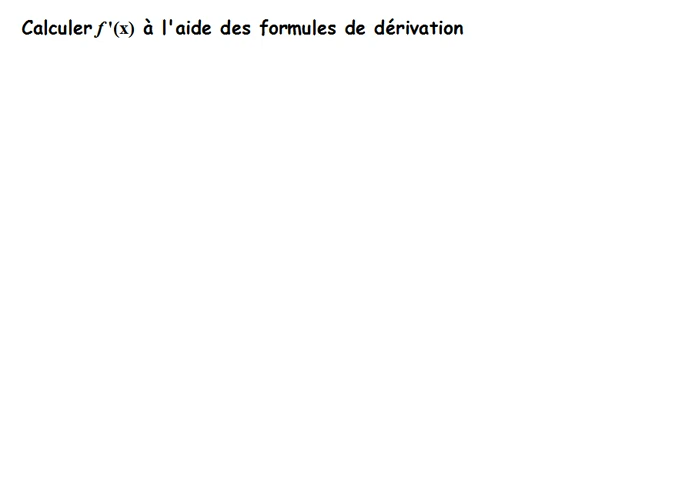 Calculer f '(x) à l'aide des formules de dérivation